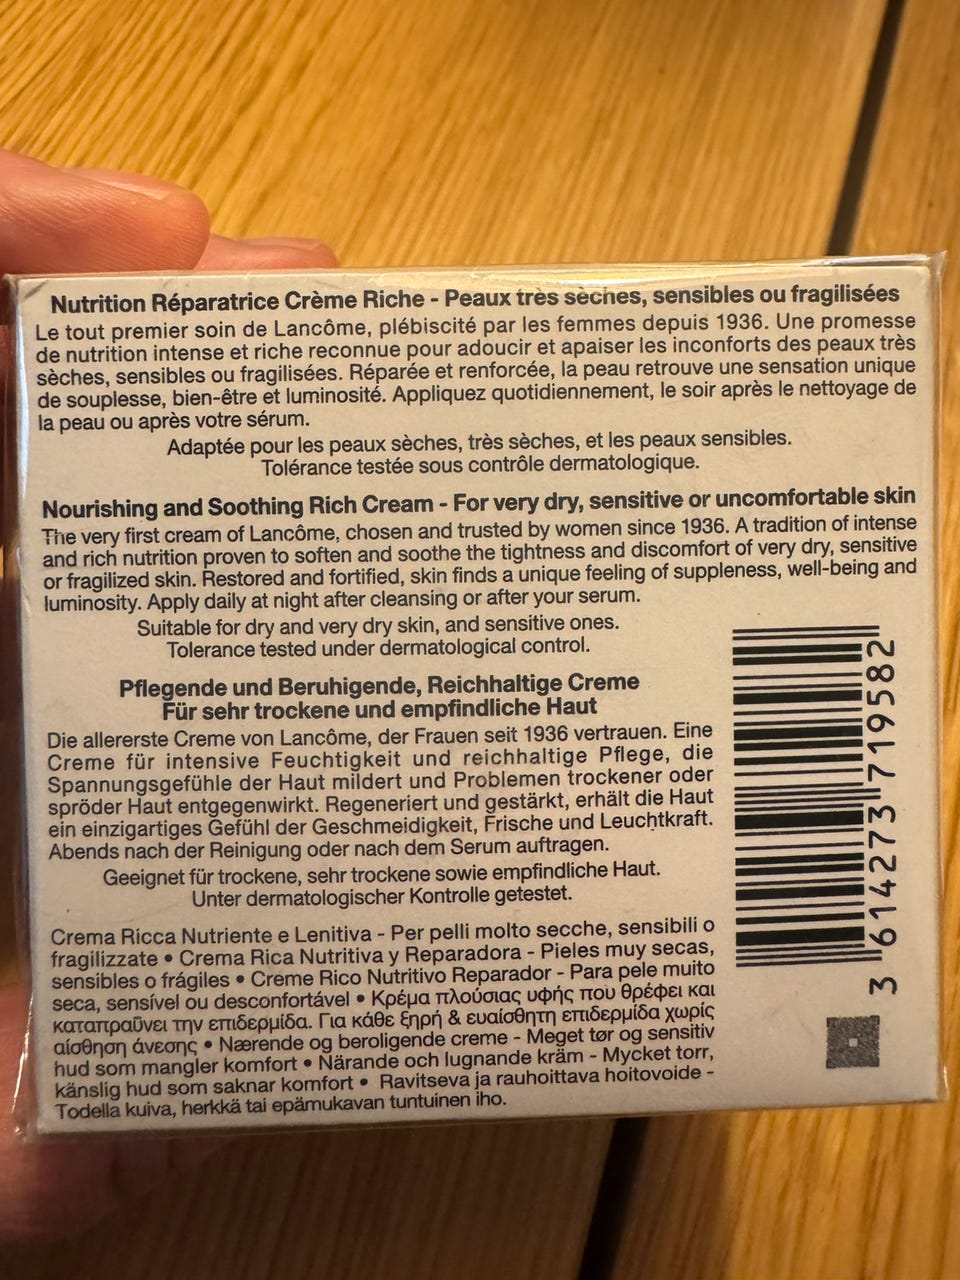 Nutrition Réparatrice Crème Riche - Peaux très sèches, sensibles ou fragilisées
Le tout premier soin de Lancôme, plébiscité par les femmes depuis 1936. Une promesse
de nutrition intense et riche reconnue pour adoucir et apaiser les inconforts des peaux très
sèches, sensibles ou fragilisées. Réparée et renforcée, la peau retrouve une sensation unique
de souplesse, bien-être et luminosité. Appliquez quotidiennement, le soir après le nettoyage de
la peau ou après votre sérum.
Adaptée pour les peaux sèches, très sèches, et les peaux sensibles.
Tolérance testée sous contrôle dermatologique.
Nourishing and Soothing Rich Cream - For very dry, sensitive or uncomfortable skin
The very first cream of Lancôme, chosen and trusted by women since 1936. A tradition of intense
and rich nutrition proven to soften and soothe the tightness and discomfort of very dry, sensitive
or fragilized skin. Restored and fortified, skin finds a unique feeling of suppleness, well-being and
luminosity. Apply daily at night after cleansing or after your serum.
Suitable for dry and very dry skin, and sensitive ones.
Tolerance tested under dermatological control.
Pflegende und Beruhigende, Reichhaltige Creme
Für sehr trockene und empfindliche Haut
Die allererste Creme von Lancôme, der Frauen seit 1936 vertrauen. Eine
Creme für intensive Feuchtigkeit und reichhaltige Pflege, die
Spannungsgefühle der Haut mildert und Problemen trockener oder
spröder Haut entgegenwirkt. Regeneriert und gestärkt, erhält die Haut
ein einzigartiges Gefühl der Geschmeidigkeit, Frische und Leuchtkraft.
Abends nach der Reinigung oder nach dem Serum auftragen.
Geeignet für trockene, sehr trockene sowie empfindliche Haut.
Unter dermatologischer Kontrolle getestet.
Crema Ricca Nutriente e Lenitiva - Per pelli molto secche, sensibili o
fragilizzate • Crema Rica Nutritiva y Reparadora - Pieles muy secas,
sensibles o frágiles • Creme Rico Nutritivo Reparador - Para pele muito
seca, sensível ou desconfortável • Κρέμα πλούσιας υφής που θρέφει και
καταπραΰνει την επιδερμίδα. Για κάθε ξηρή & ευαίσθητη επιδερμίδα χωρίς
αίσθηση άνεσης • Nærende og beroligende creme - Meget tør og sensitiv
hud som mangler komfort • Närande och lugnande kräm - Mycket torr,
känslig hud som saknar komfort • Ravitseva ja rauhoittava hoitovoide -
Todella kuiva, herkkä tai epämukavan tuntuinen iho.
3 614273 719582